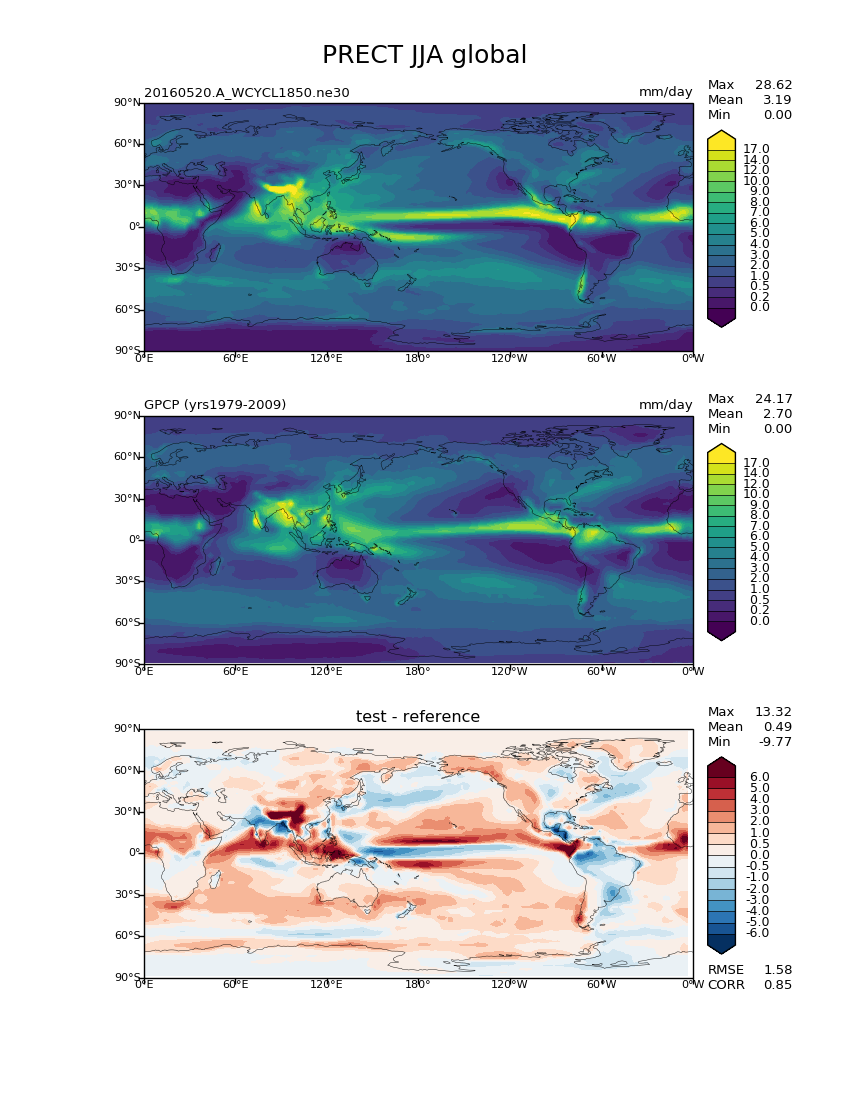 PRECT JJA global
20160520.A_WCYCL1850.ne30
mm/day
Max 28.62
Mean 3.19
Min 0.00
90°N
60°N
30°N
0°
30°S
60°S
90°S
0°E 60°E 120°E 180° 120°W 60°W 0°W
17.0
14.0
12.0
10.0
9.0
8.0
7.0
6.0
5.0
4.0
3.0
2.0
1.0
0.5
0.2
0.0
GPCP (yrs1979-2009)
mm/day
Max 24.17
Mean 2.70
Min 0.00
90°N
60°N
30°N
0°
30°S
60°S
90°S
0°E 60°E 120°E 180° 120°W 60°W 0°W
17.0
14.0
12.0
10.0
9.0
8.0
7.0
6.0
5.0
4.0
3.0
2.0
1.0
0.5
0.2
0.0
test - reference
Max 13.32
Mean 0.49
Min -9.77
90°N
60°N
30°N
0°
30°S
60°S
90°S
0°E 60°E 120°E 180° 120°W 60°W 0°W
6.0
5.0
4.0
3.0
2.0
1.0
0.5
0.0
-0.5
-1.0
-2.0
-3.0
-4.0
-5.0
-6.0
RMSE 1.58
CORR 0.85